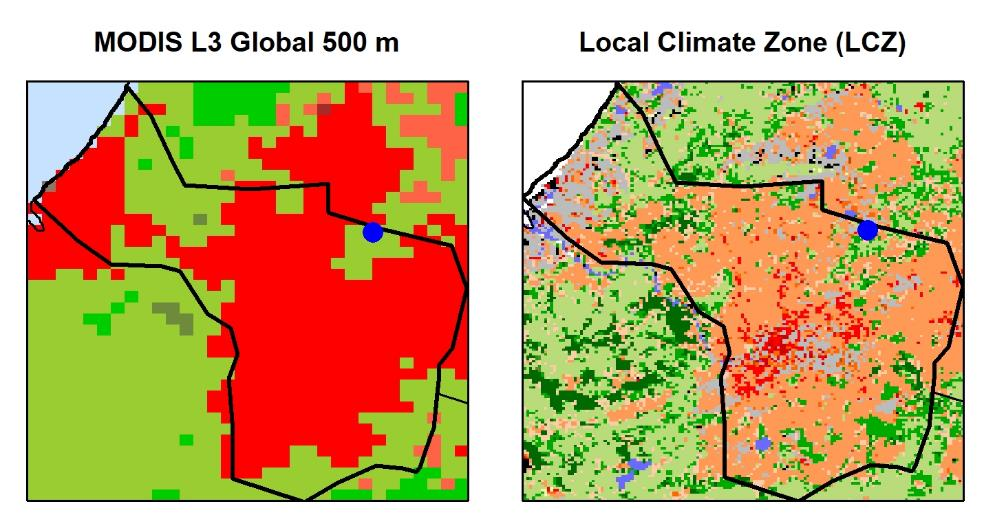 MODIS L3 Global 500 m
Local Climate Zone (LCZ)